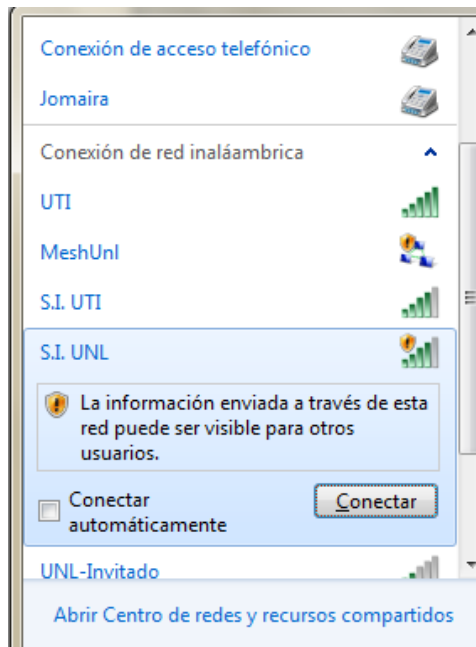 Conexión de acceso telefónico
Jomaira
Conexión de red inaláambrica
UTI
MeshUnl
S.I. UTI
S.I. UNL
La información enviada a través de esta
red puede ser visible para otros
usuarios.
Conectar
automáticamente
Conectar
UNL-Invitado
Abrir Centro de redes y recursos compartidos